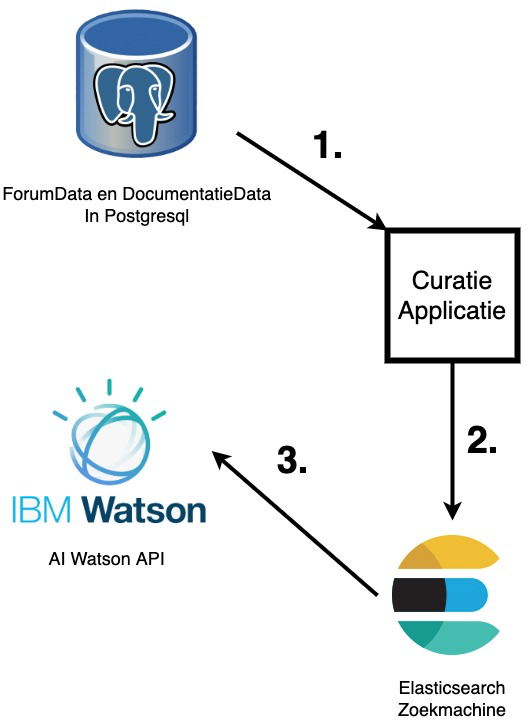 1.
ForumData en DocumentatieData
In Postgresql
Curatie
Applicatie
2.
3.
IBM Watson
AI Watson API
Elasticsearch
Zoekmachine